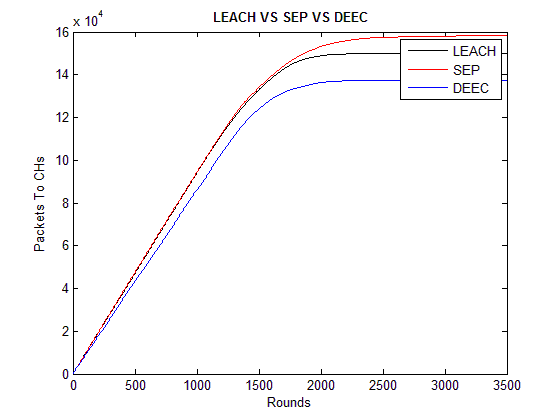 LEACH VS SEP VS DEEC
x 10^4
16
14
12
10
8
6
4
2
0
Packets To CHs
LEACH
SEP
DEEC
0 500 1000 1500 2000 2500 3000 3500
Rounds